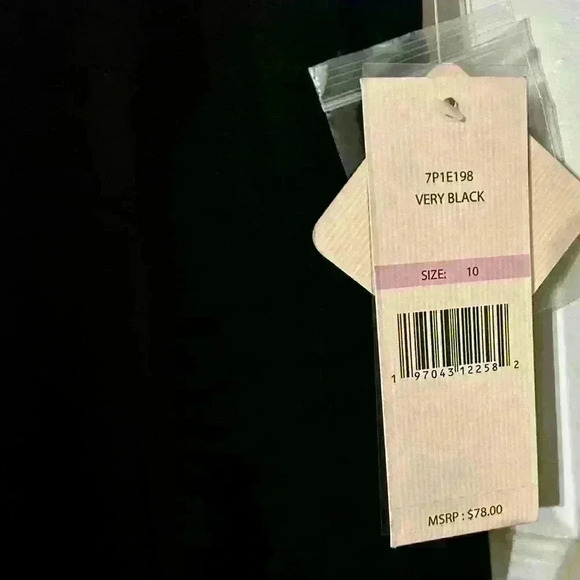 7P1E198
VERY BLACK
SIZE: 10
1 97043 12258 2
MSRP : $78.00